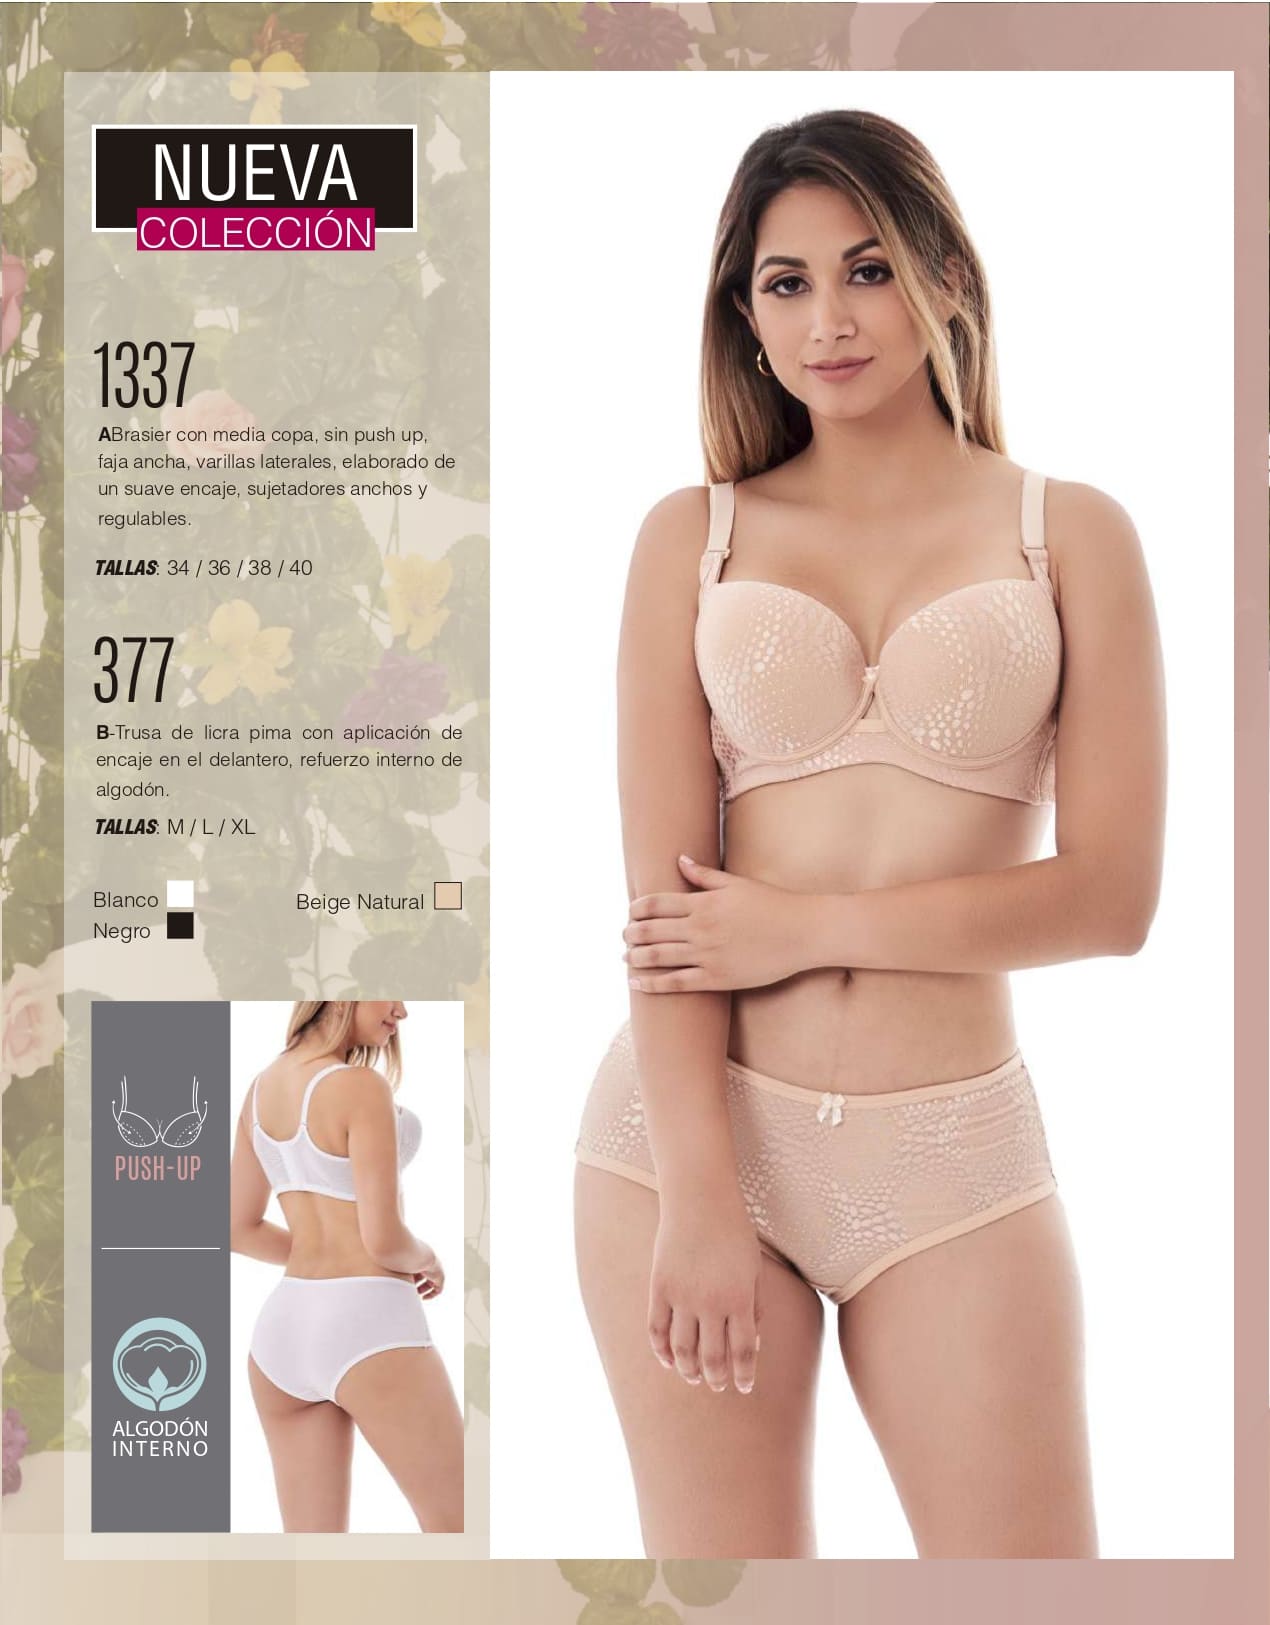 NUEVA
COLECCIÓN
1337
ABrasier con media copa, sin push up,
faja ancha, varillas laterales, elaborado de
un suave encaje, sujetadores anchos y
regulables.
TALLAS: 34 / 36 / 38 / 40
377
B-Trusa de licra pima con aplicación de
encaje en el delantero, refuerzo interno de
algodón.
TALLAS: M / L / XL
Blanco
Beige Natural
Negro
PUSH-UP
ALGODÓN
INTERNO